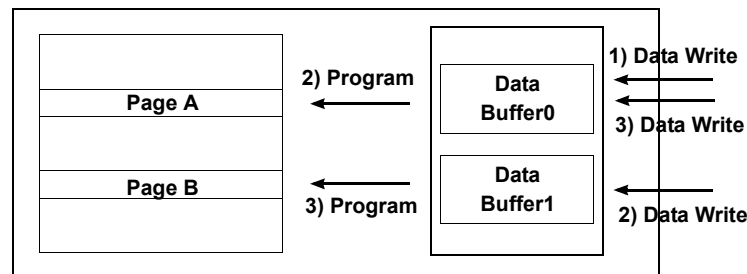 1) Data Write
2) Program
Data
Buffer0
Page A
3) Data Write
Page B
Data
Buffer1
3) Program
2) Data Write